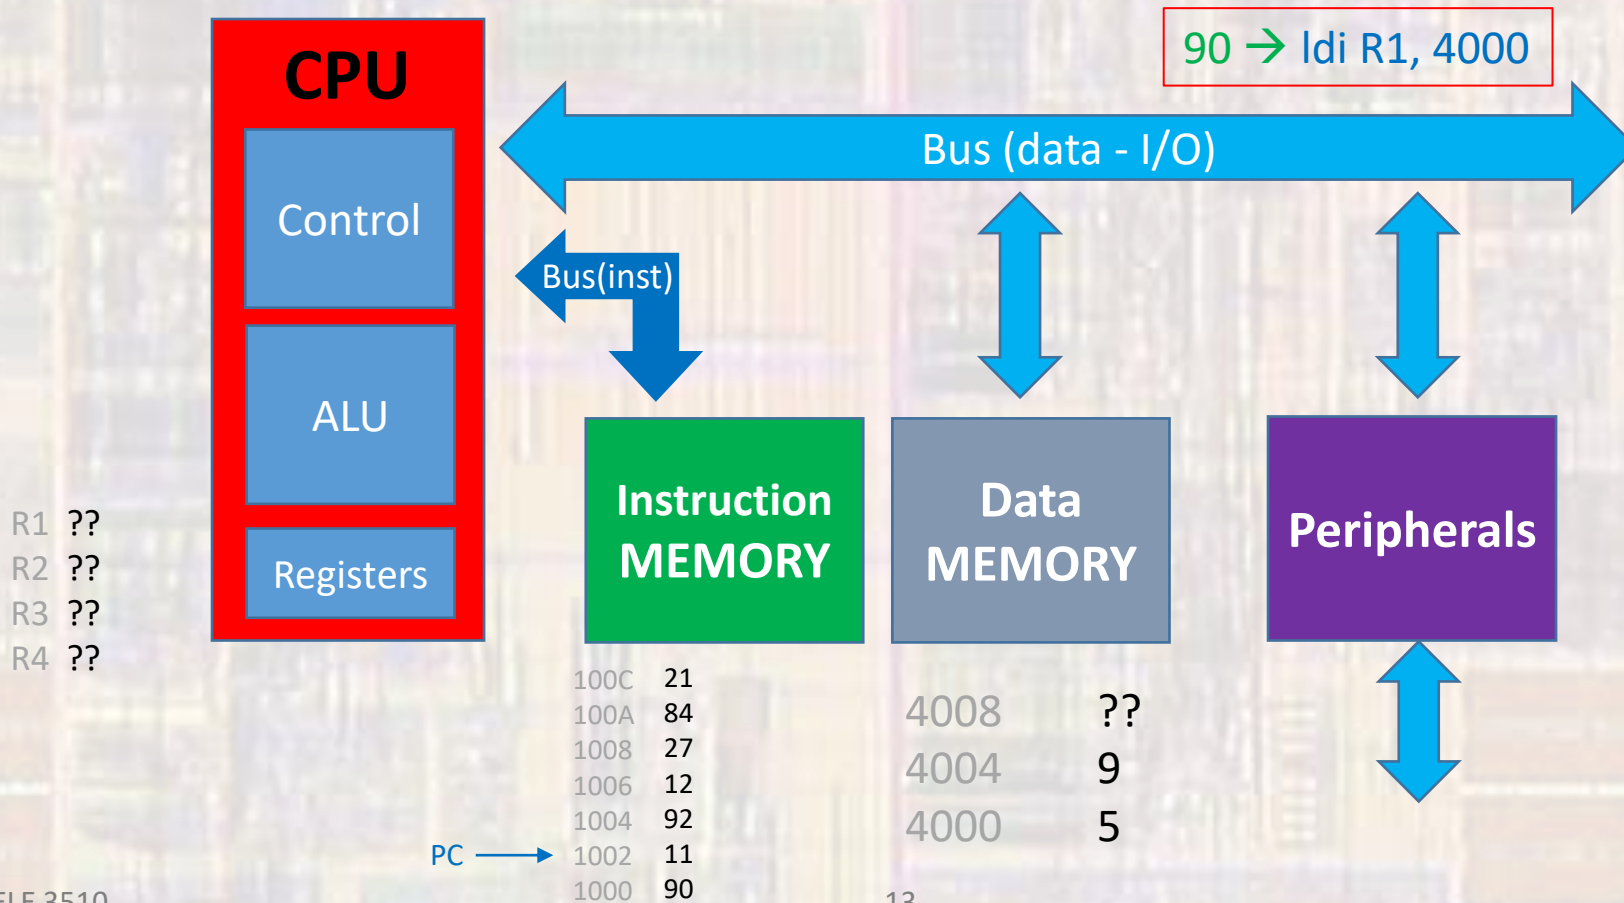 CPU
90 → ldi R1, 4000
Bus (data - I/O)
Control
Bus(inst)
ALU
Registers
R1 ??
R2 ??
R3 ??
R4 ??
Instruction
MEMORY
Data
MEMORY
Peripherals
100C 21
100A 84
1008 27
1006 12
1004 92
PC 1002 11
1000 90
4008 ??
4004 9
4000 5
3510
13